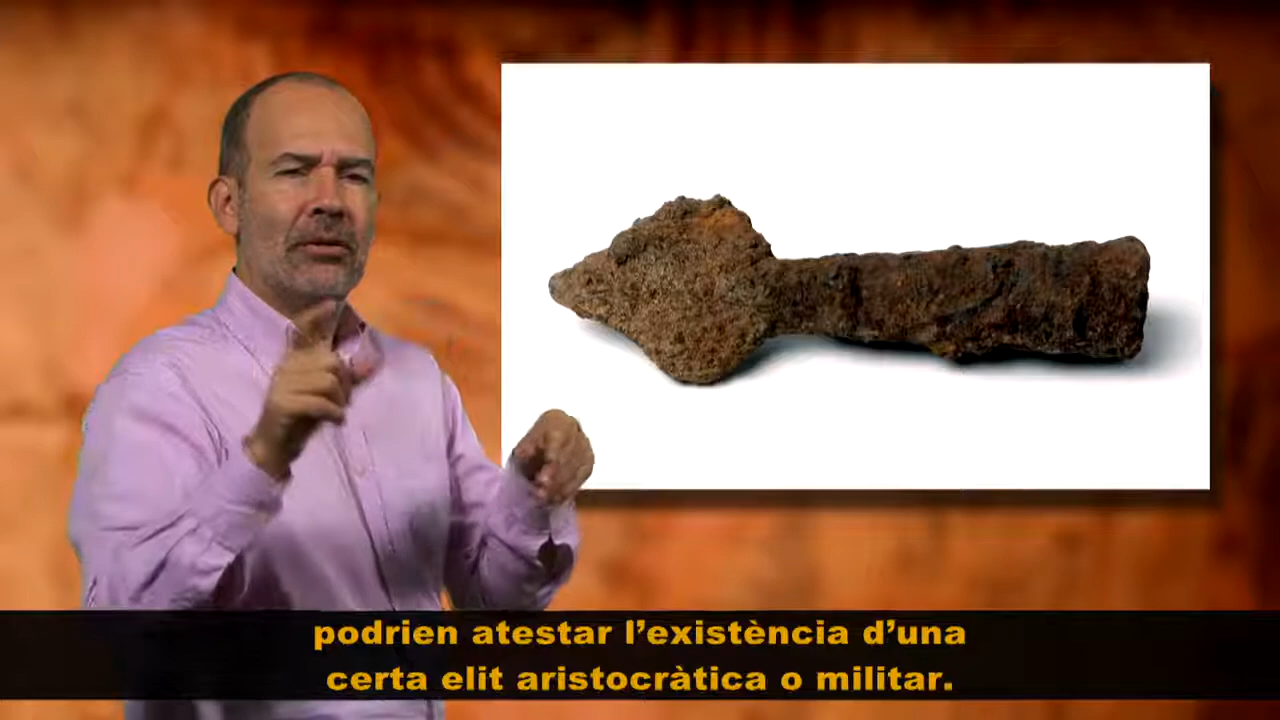 podrien atestar l’existència d’una
certa elit aristocràtica o militar.